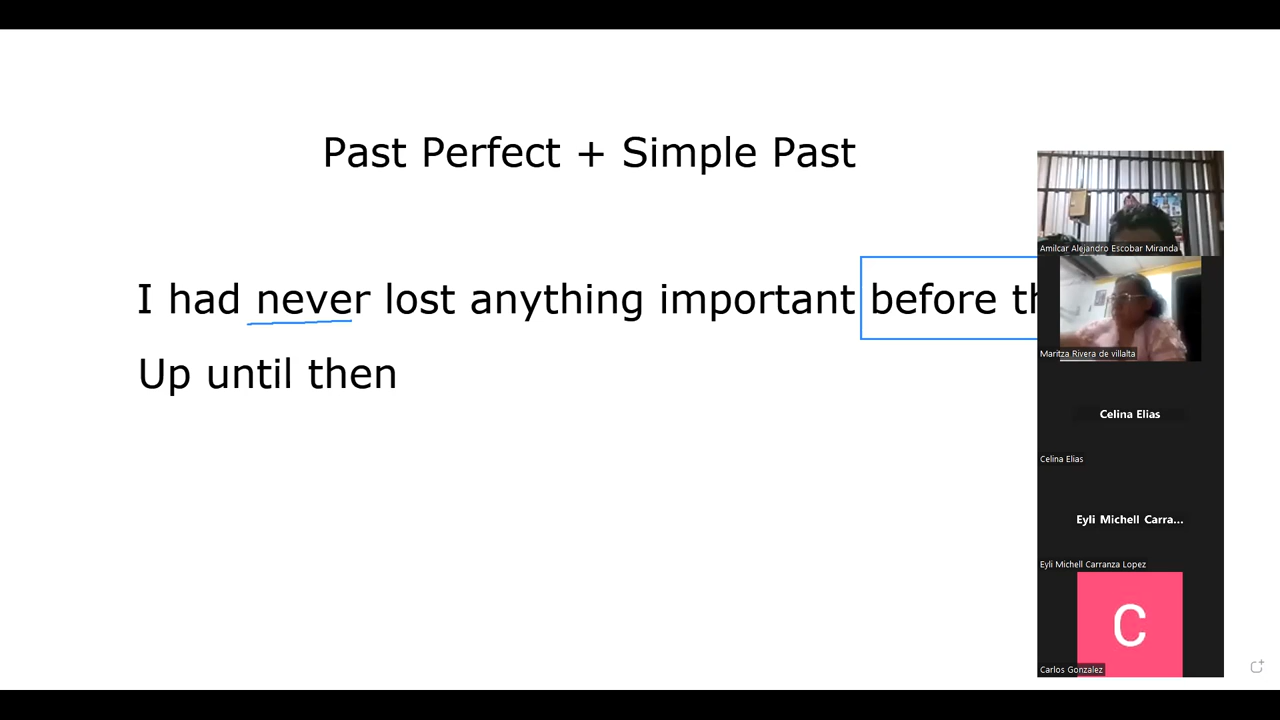 Past Perfect + Simple Past
I had never lost anything important before
Up until then
Amilcar Alejandro Escobar Miranda
Maritza Rivera de villalta
Celina Elias
Celina Elias
Eyli Michell Carra...
Eyli Michell Carranza Lopez
C
Carlos Gonzalez